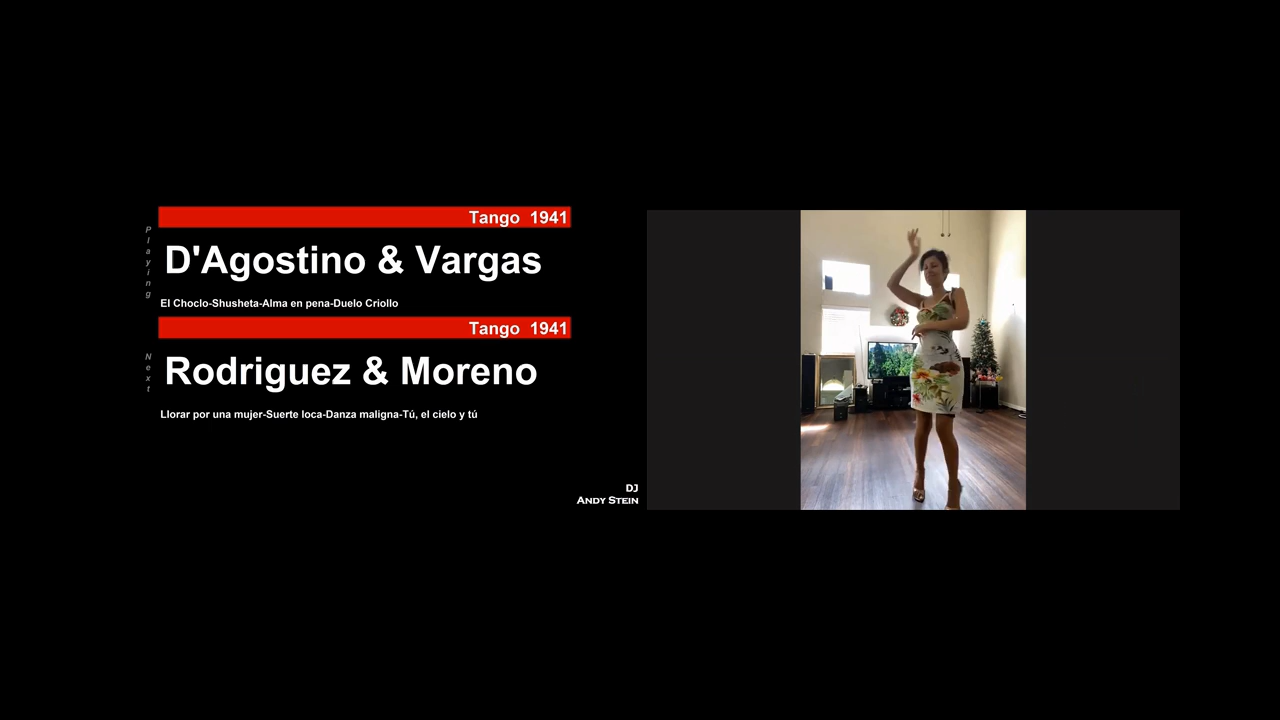 Playing
Tango 1941
D'Agostino & Vargas
El Choclo-Shusheta-Alma en pena-Duelo Criollo
Next
Tango 1941
Rodriguez & Moreno
Llorar por una mujer-Suerte loca-Danza maligna-Tú, el cielo y tú
DJ
Andy Stein